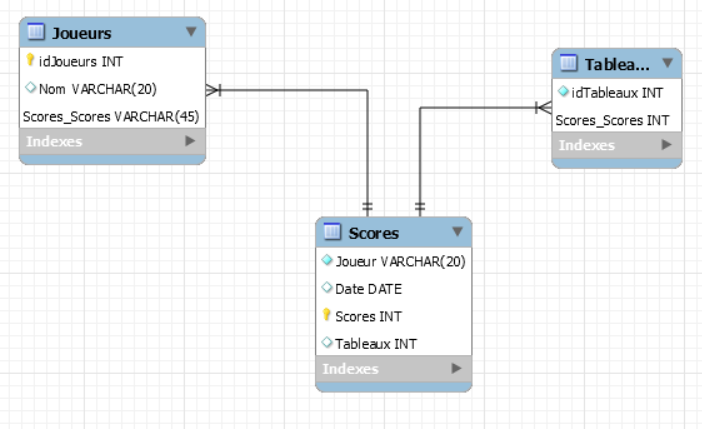 Joueurs
idJoueurs INT
Nom VARCHAR(20)
Scores_Scores VARCHAR(45)
Indexes
Tablea...
idTableaux INT
Scores_Scores INT
Indexes
Scores
Joueur VARCHAR(20)
Date DATE
Scores INT
Tableaux INT
Indexes